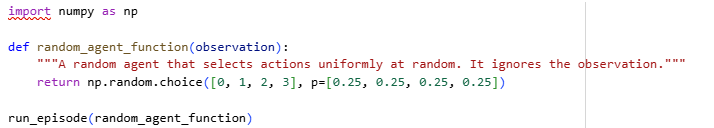 import numpy as np
def random_agent_function(observation):
"""A random agent that selects actions uniformly at random. It ignores the observation."""
return np.random.choice([0, 1, 2, 3], p=[0.25, 0.25, 0.25, 0.25])
run_episode(random_agent_function)